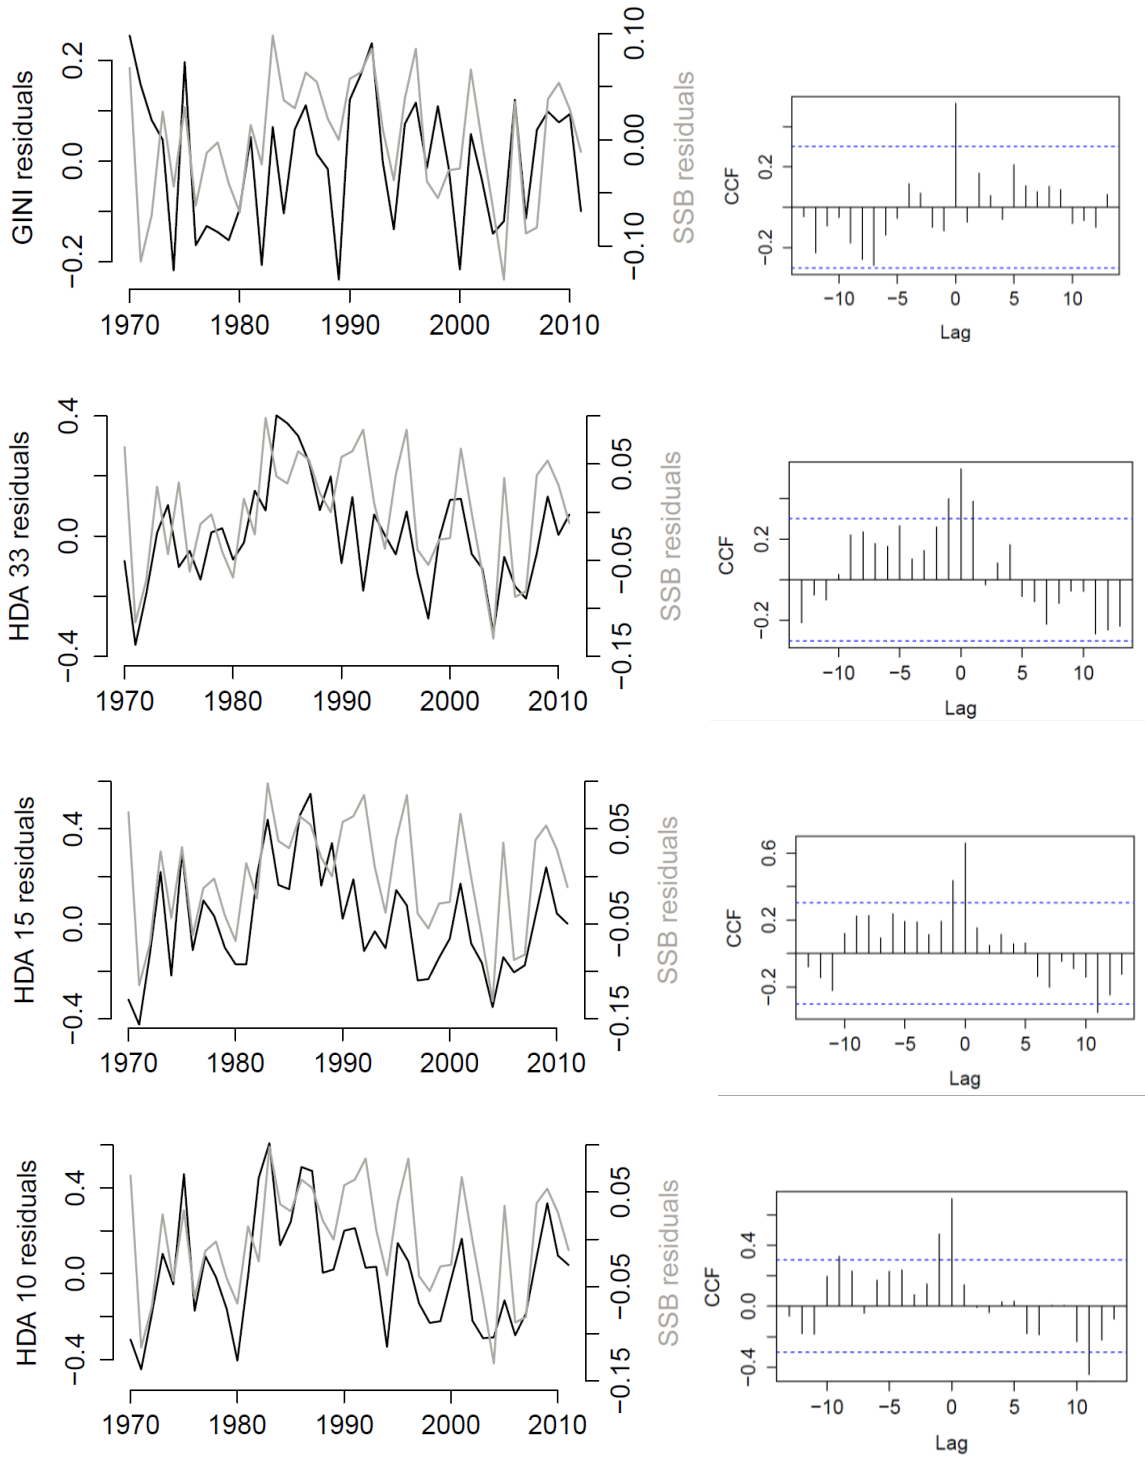 GINI residuals
0.2
0.0
−0.2
0.10
0.00
−0.10
SSB residuals
1970 1980 1990 2000 2010
CCF
0.2
−0.2
−10 −5 0 5 10
Lag
HDA 33 residuals
0.4
0.0
−0.4
0.05
−0.05
−0.15
SSB residuals
1970 1980 1990 2000 2010
CCF
0.2
−0.2
−10 −5 0 5 10
Lag
HDA 15 residuals
0.4
0.0
−0.4
0.05
−0.05
−0.15
SSB residuals
1970 1980 1990 2000 2010
CCF
0.6
0.2
−0.2
−10 −5 0 5 10
Lag
HDA 10 residuals
0.4
0.0
−0.4
0.05
−0.05
−0.15
SSB residuals
1970 1980 1990 2000 2010
CCF
0.4
0.0
−0.4
−10 −5 0 5 10
Lag